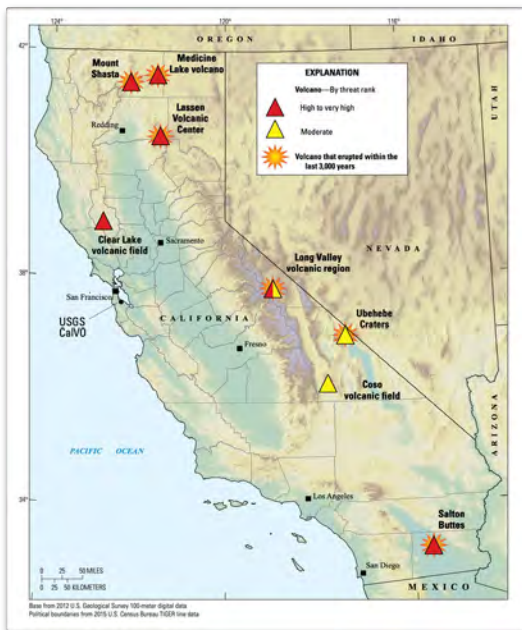 124°
120°
116°
42°
OREGON
IDAHO
Mount
Shasta
Medicine
Lake volcano
EXPLANATION
Volcano—By threat rank
High to very high
Moderate
Volcano that erupted within the
last 3,000 years
UTAH
Lassen
Volcanic
Center
Redding
Clear Lake
volcanic field
Sacramento
NEVADA
38°
Long Valley
volcanic region
San Francisco
USGS
CalVO
CALIFORNIA
Ubehebe
Craters
Fresno
Coso
volcanic field
ARIZONA
PACIFIC OCEAN
34°
Los Angeles
Salton
Buttes
San Diego
MEXICO
0 25 50 MILES
0 25 50 KILOMETERS
Base from 2012 U.S. Geological Survey 100-meter digital data
Political boundaries from 2015 U.S. Census Bureau TIGER line data